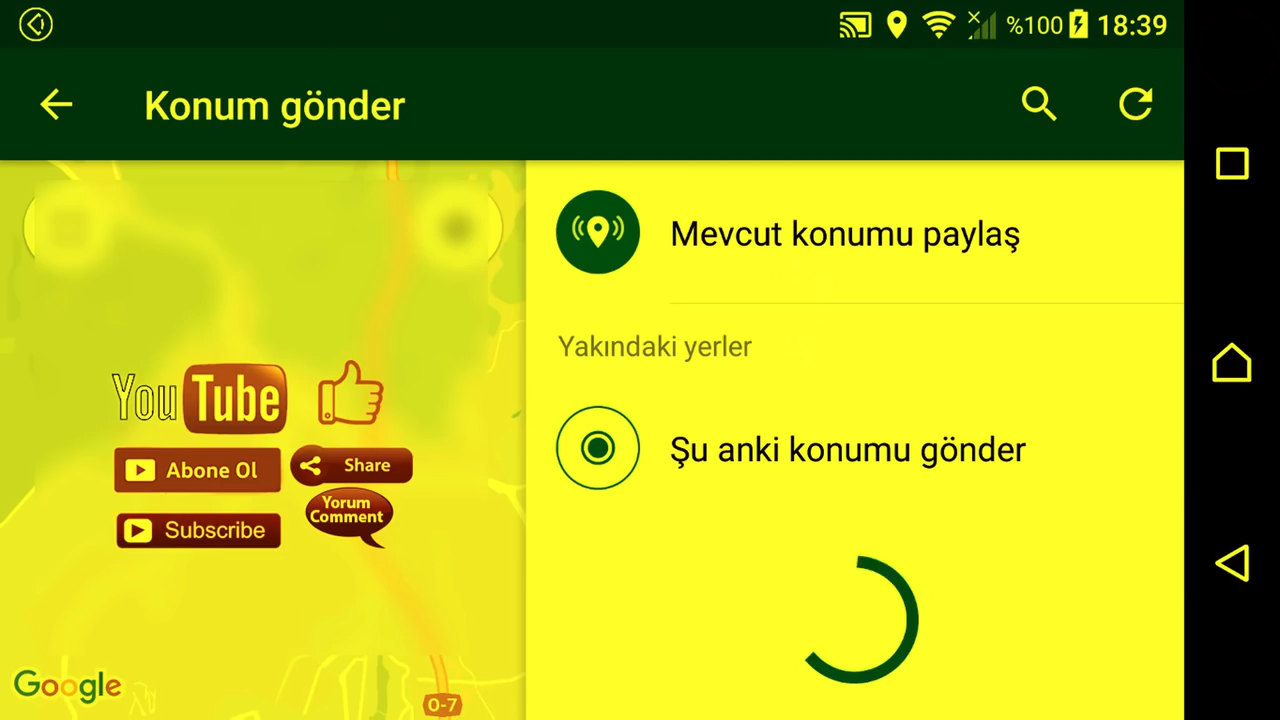 %100 18:39
Konum gönder
Mevcut konumu paylaş
Yakındaki yerler
Şu anki konumu gönder
YouTube
Abone Ol
Share
Yorum
Comment
Subscribe
Google
O-7